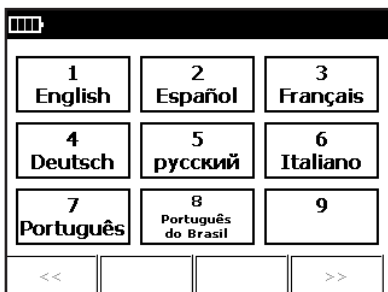 1
English
2
Español
3
Français
4
Deutsch
5
русский
6
Italiano
7
Português
8
Português
do Brasil
9
<<
>>